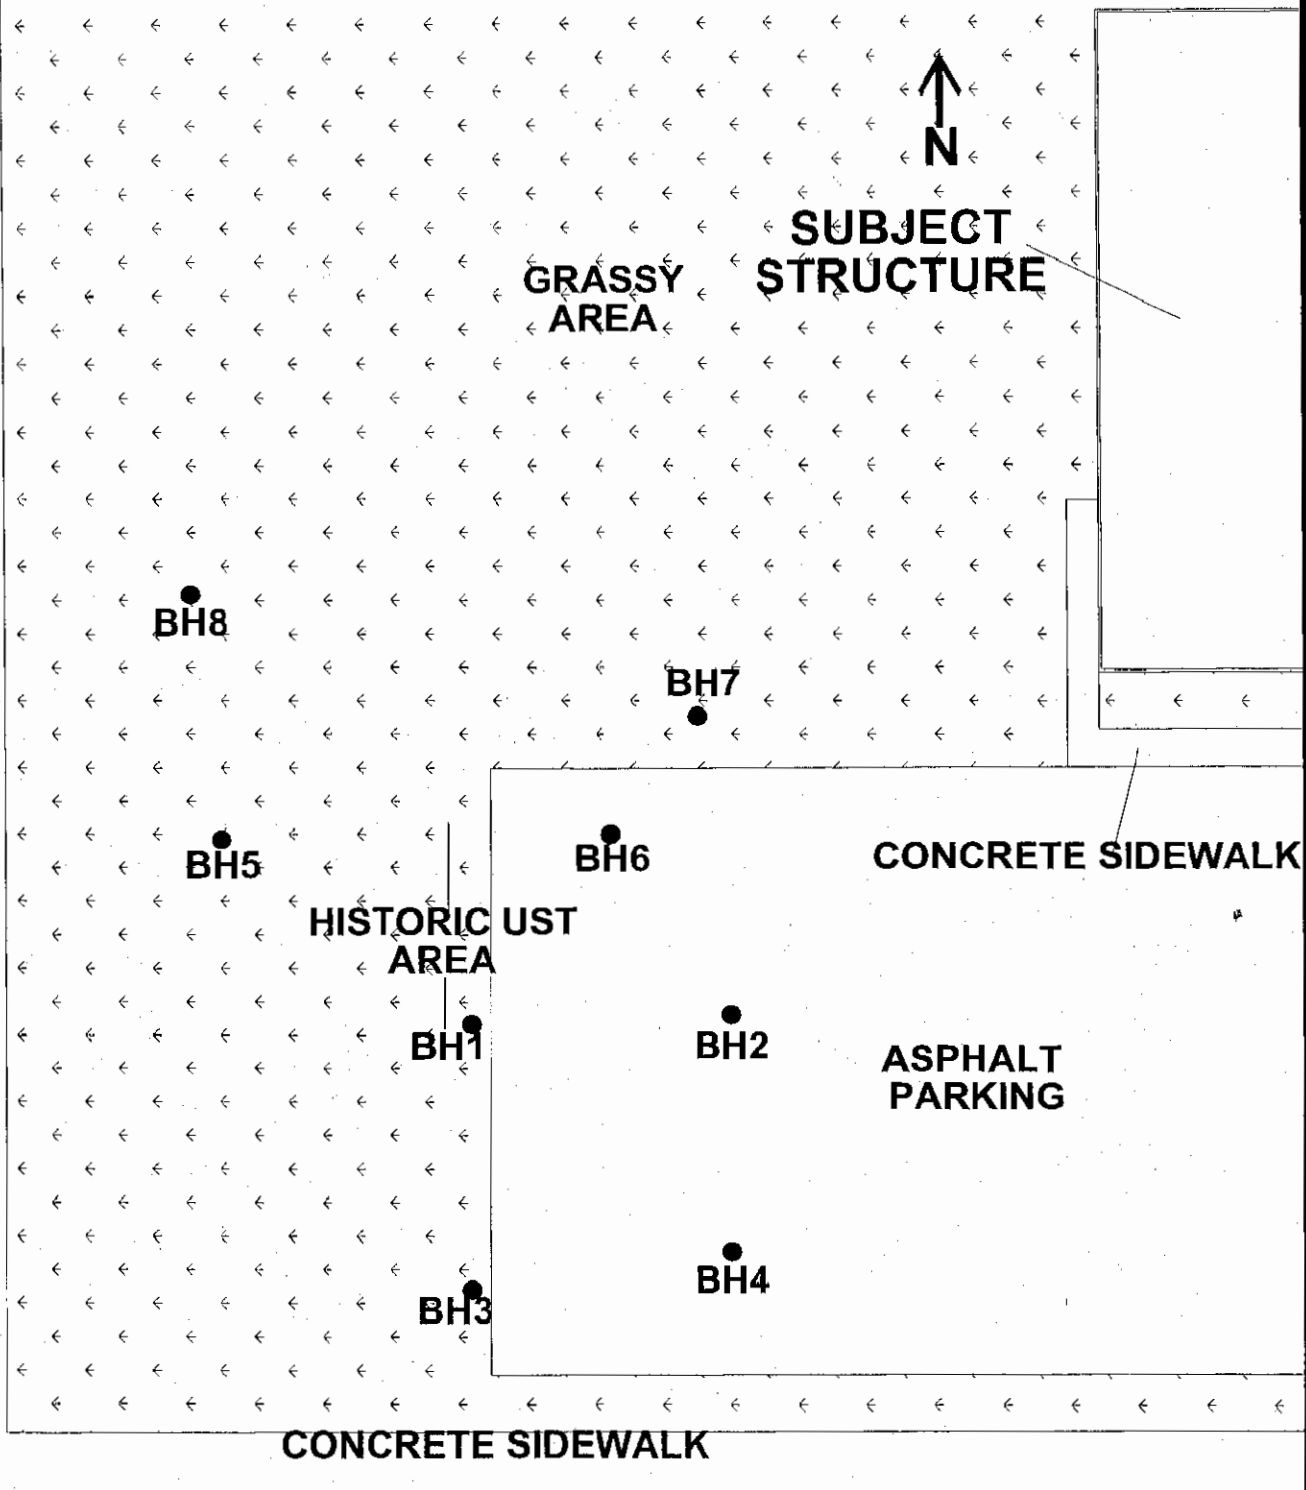 N
SUBJECT
STRUCTURE
GRASSY
AREA
BH8
BH7
BH5
BH6
CONCRETE SIDEWALK
HISTORIC UST
AREA
BH1
BH2
ASPHALT
PARKING
BH3
BH4
CONCRETE SIDEWALK